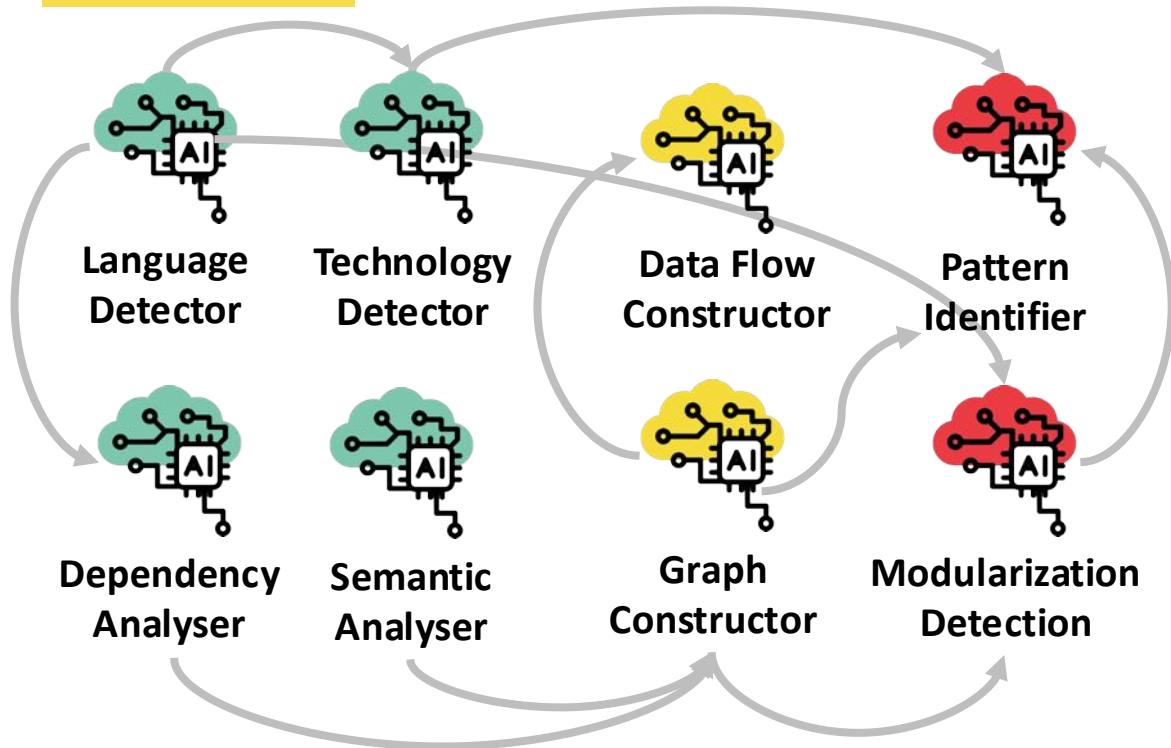 AI
AI
AI
AI
Language
Detector
Technology
Detector
Data Flow
Constructor
Pattern
Identifier
AI
AI
AI
AI
Dependency
Analyser
Semantic
Analyser
Graph
Constructor
Modularization
Detection